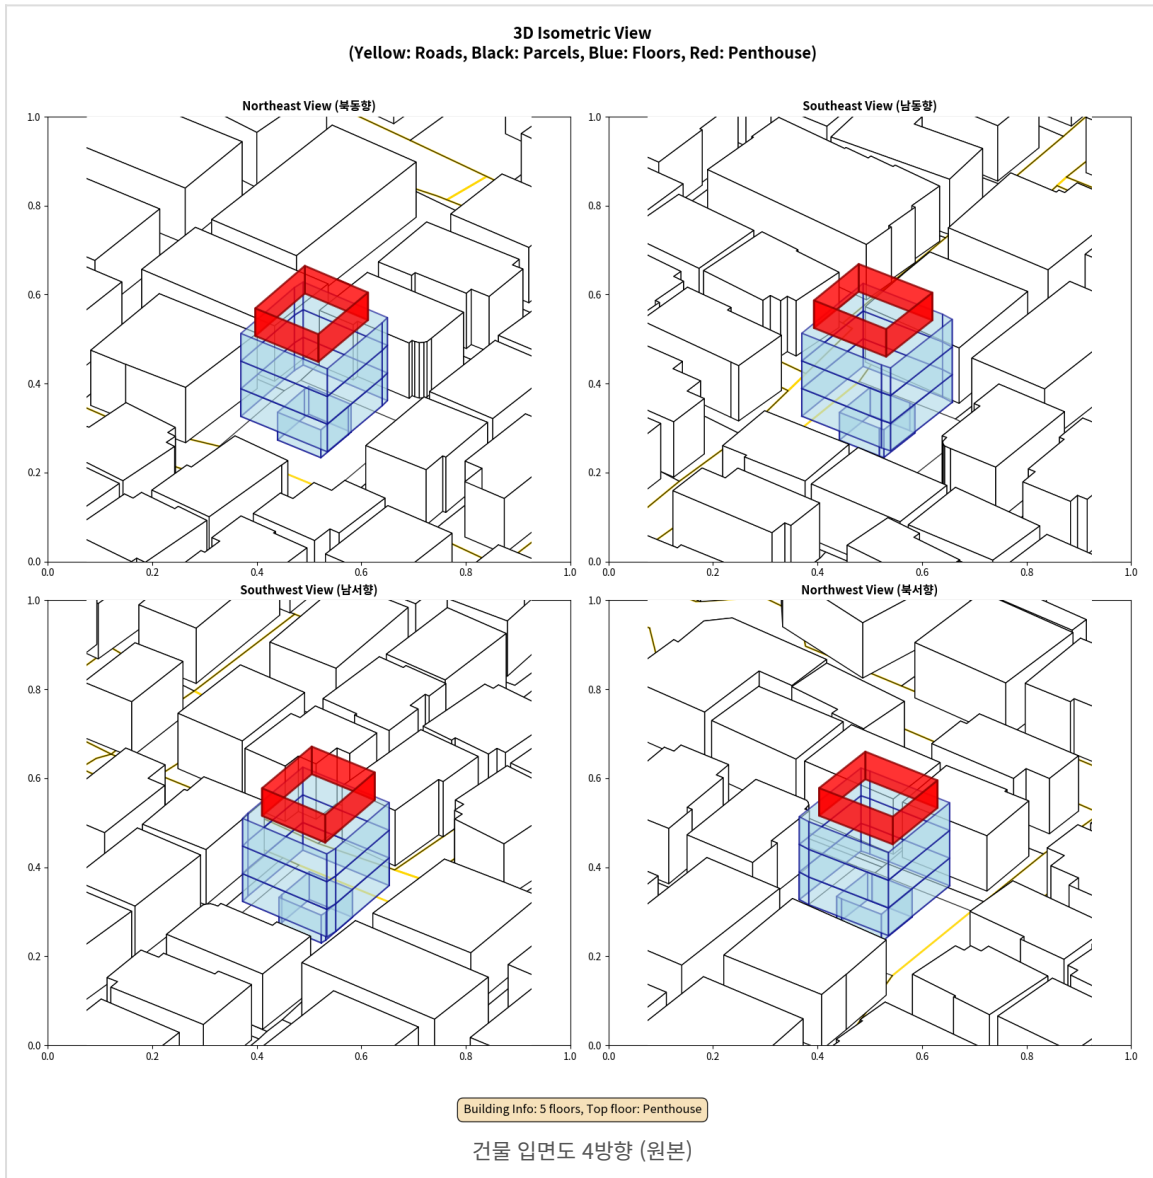 3D Isometric View
(Yellow: Roads, Black: Parcels, Blue: Floors, Red: Penthouse)
Northeast View (북동향)
1.0
0.8
0.6
0.4
0.2
0.0
0.0 0.2 0.4 0.6 0.8 1.0
Southeast View (남동향)
1.0
0.8
0.6
0.4
0.2
0.0
0.0 0.2 0.4 0.6 0.8 1.0
Southwest View (남서향)
1.0
0.8
0.6
0.4
0.2
0.0
0.0 0.2 0.4 0.6 0.8 1.0
Northwest View (북서향)
1.0
0.8
0.6
0.4
0.2
0.0
0.0 0.2 0.4 0.6 0.8 1.0
Building Info: 5 floors, Top floor: Penthouse
건물 입면도 4방향 (원본)